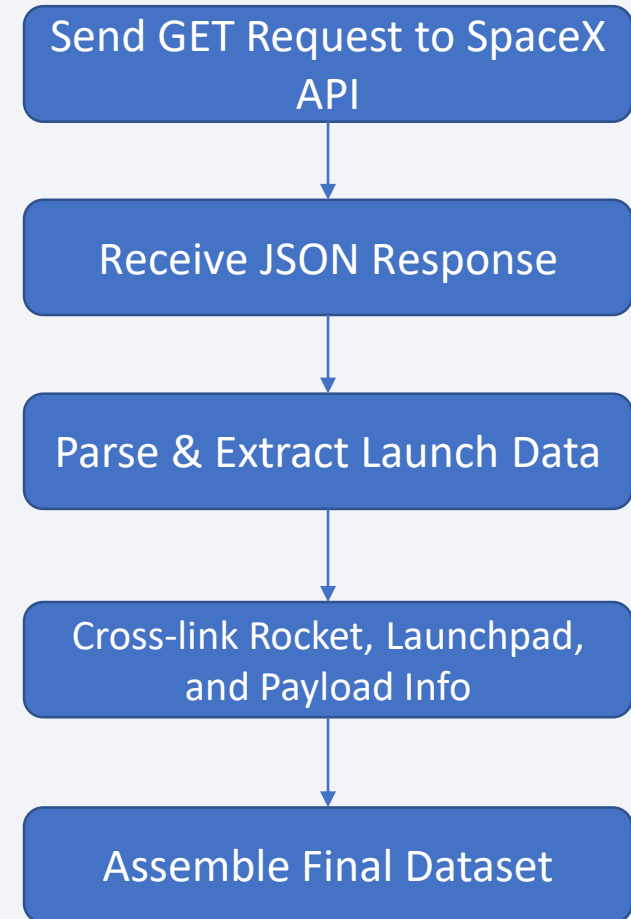 Send GET Request to SpaceX
API
Receive JSON Response
Parse & Extract Launch Data
Cross-link Rocket, Launchpad,
and Payload Info
Assemble Final Dataset